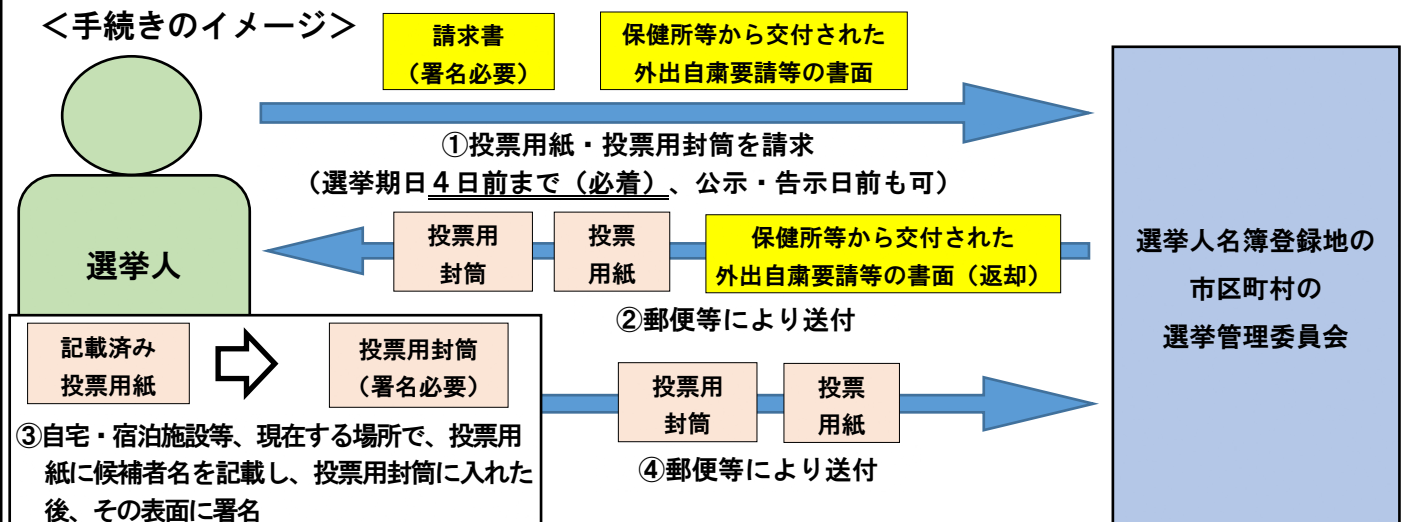 ＜手続きのイメージ＞
請求書
（署名必要）
保健所等から交付された
外出自粛要請等の書面
①投票用紙・投票用封筒を請求
（選挙期日４日前まで（必着）、公示・告示日前も可）
選挙人
投票用
封筒
投票
用紙
保健所等から交付された
外出自粛要請等の書面（返却）
②郵便等により送付
選挙人名簿登録地の
市区町村の
選挙管理委員会
記載済み
投票用紙
投票用封筒
（署名必要）
③自宅・宿泊施設等、現在する場所で、投票用
紙に候補者名を記載し、投票用封筒に入れた
後、その表面に署名
投票用
封筒
投票
用紙
④郵便等により送付